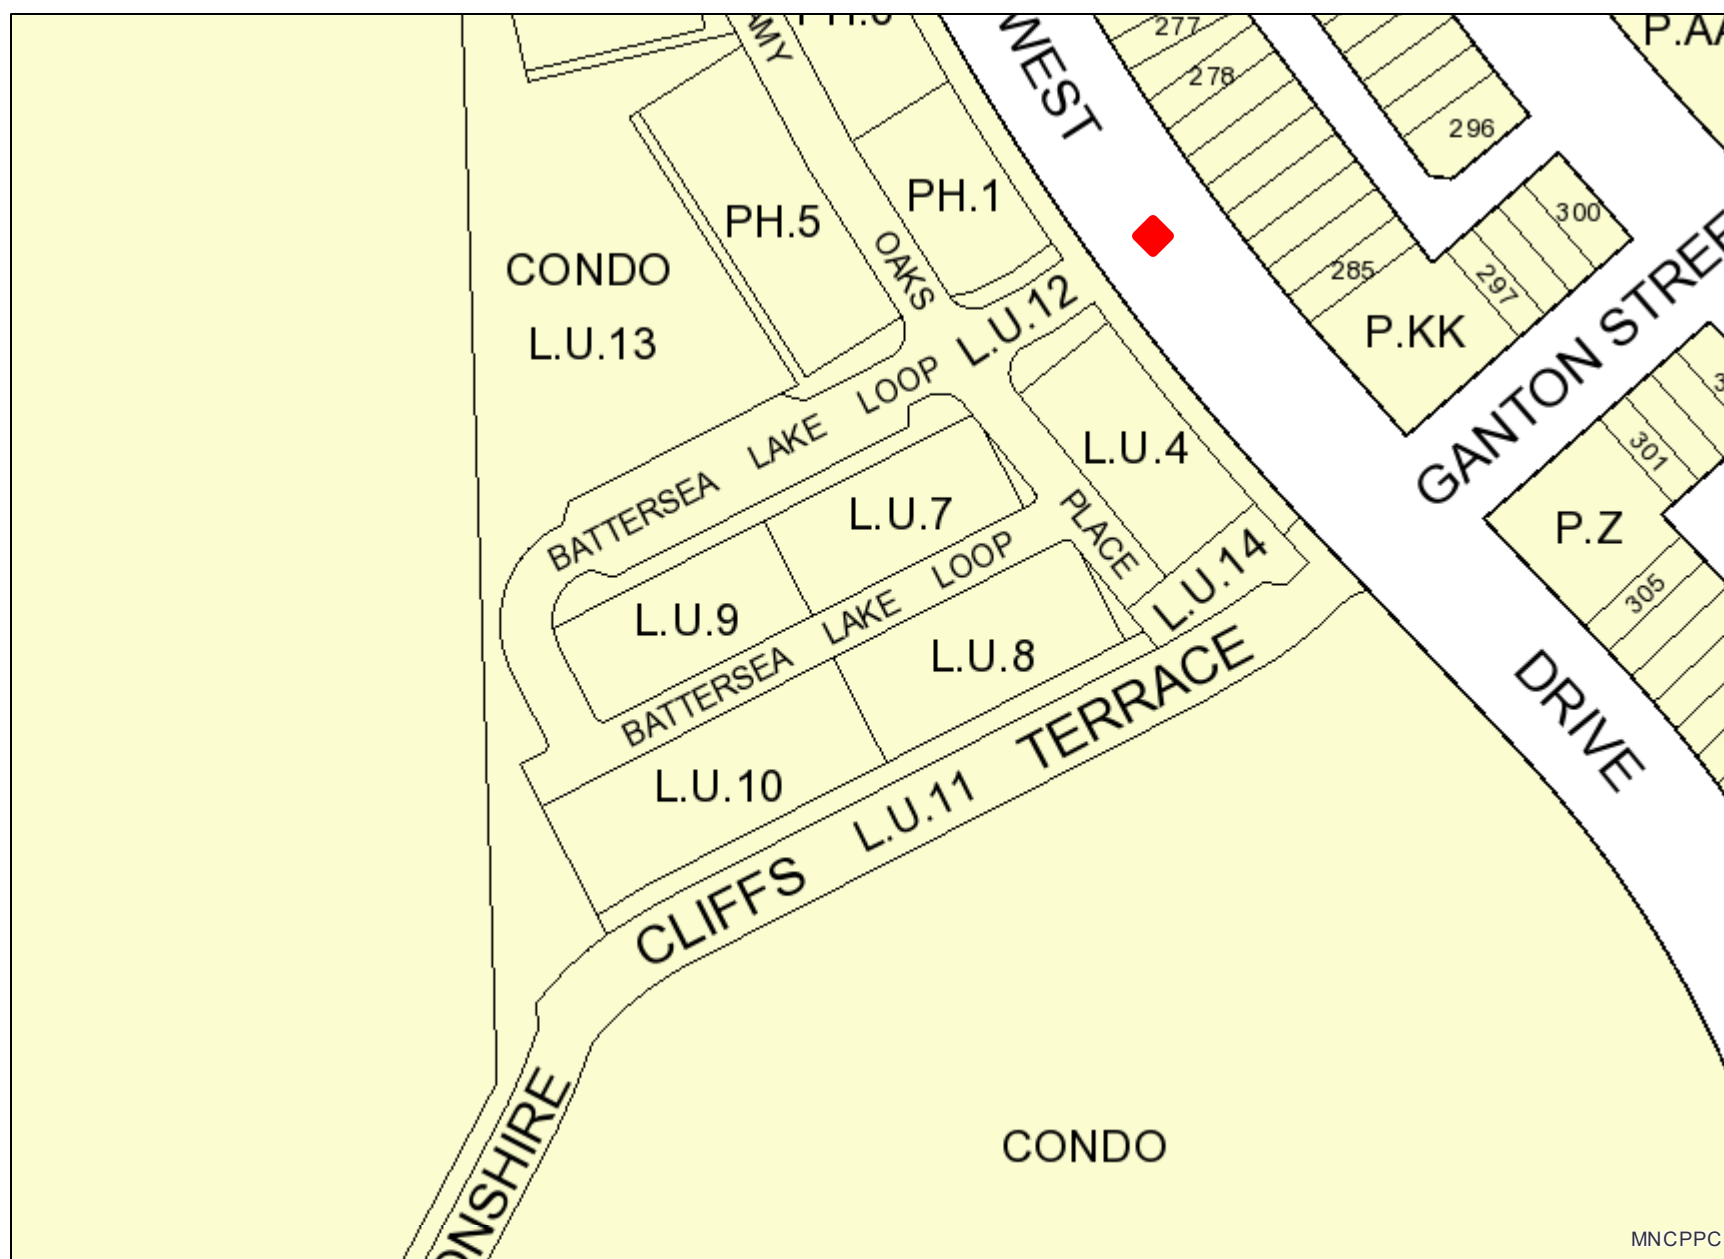 277
278
296
P.AA
WEST
PH.1
PH.5
300
OAKS
CONDO
L.U.13
285
297
P.KK
GANTON STREET
L.U.12
BATTERSEA LAKE LOOP
L.U.4
301
P.Z
305
L.U.7
PLACE
L.U.14
L.U.9
BATTERSEA LAKE LOOP
L.U.8
L.U.10
CLIFFS TERRACE
L.U.11
DRIVE
ONSHIRE
CONDO
MNCPPC